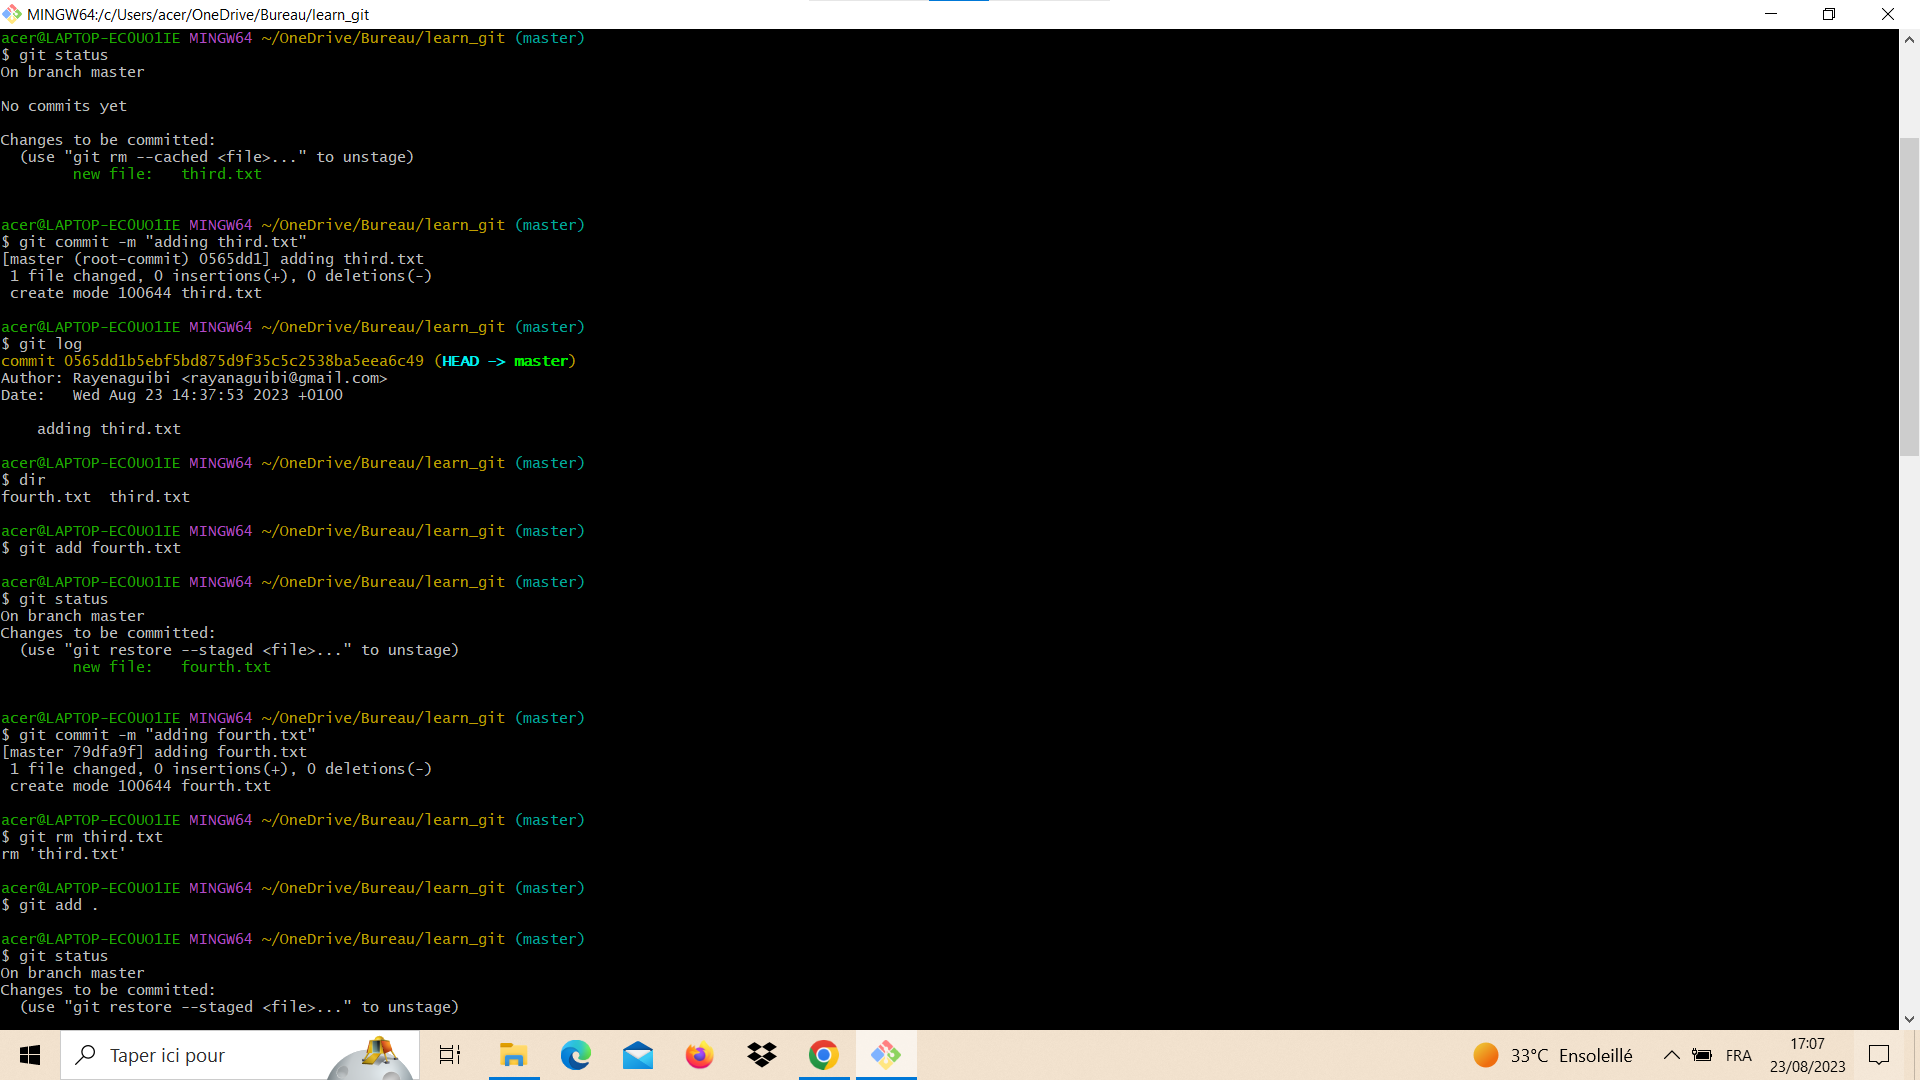 MINGW64:/c/Users/acer/OneDrive/Bureau/learn_git
acer@LAPTOP-EC0UO1IE MINGW64 ~/OneDrive/Bureau/learn_git (master)
$ git status
On branch master
No commits yet
Changes to be committed:
  (use "git rm --cached <file>..." to unstage)
        new file:   third.txt
acer@LAPTOP-EC0UO1IE MINGW64 ~/OneDrive/Bureau/learn_git (master)
$ git commit -m "adding third.txt"
[master (root-commit) 0565dd1] adding third.txt
 1 file changed, 0 insertions(+), 0 deletions(-)
 create mode 100644 third.txt
acer@LAPTOP-EC0UO1IE MINGW64 ~/OneDrive/Bureau/learn_git (master)
$ git log
commit 0565dd1b5ebf5bd875d9f35c5c2538ba5eea6c49 (HEAD -> master)
Author: Rayenaguibi <rayanaguibi@gmail.com>
Date:   Wed Aug 23 14:37:53 2023 +0100
    adding third.txt
acer@LAPTOP-EC0UO1IE MINGW64 ~/OneDrive/Bureau/learn_git (master)
$ dir
fourth.txt  third.txt
acer@LAPTOP-EC0UO1IE MINGW64 ~/OneDrive/Bureau/learn_git (master)
$ git add fourth.txt
acer@LAPTOP-EC0UO1IE MINGW64 ~/OneDrive/Bureau/learn_git (master)
$ git status
On branch master
Changes to be committed:
  (use "git restore --staged <file>..." to unstage)
        new file:   fourth.txt
acer@LAPTOP-EC0UO1IE MINGW64 ~/OneDrive/Bureau/learn_git (master)
$ git commit -m "adding fourth.txt"
[master 79dfa9f] adding fourth.txt
 1 file changed, 0 insertions(+), 0 deletions(-)
 create mode 100644 fourth.txt
acer@LAPTOP-EC0UO1IE MINGW64 ~/OneDrive/Bureau/learn_git (master)
$ git rm third.txt
rm 'third.txt'
acer@LAPTOP-EC0UO1IE MINGW64 ~/OneDrive/Bureau/learn_git (master)
$ git add .
acer@LAPTOP-EC0UO1IE MINGW64 ~/OneDrive/Bureau/learn_git (master)
$ git status
On branch master
Changes to be committed:
  (use "git restore --staged <file>..." to unstage)
Taper ici pour
33°C Ensoleillé
FRA
17:07
23/08/2023